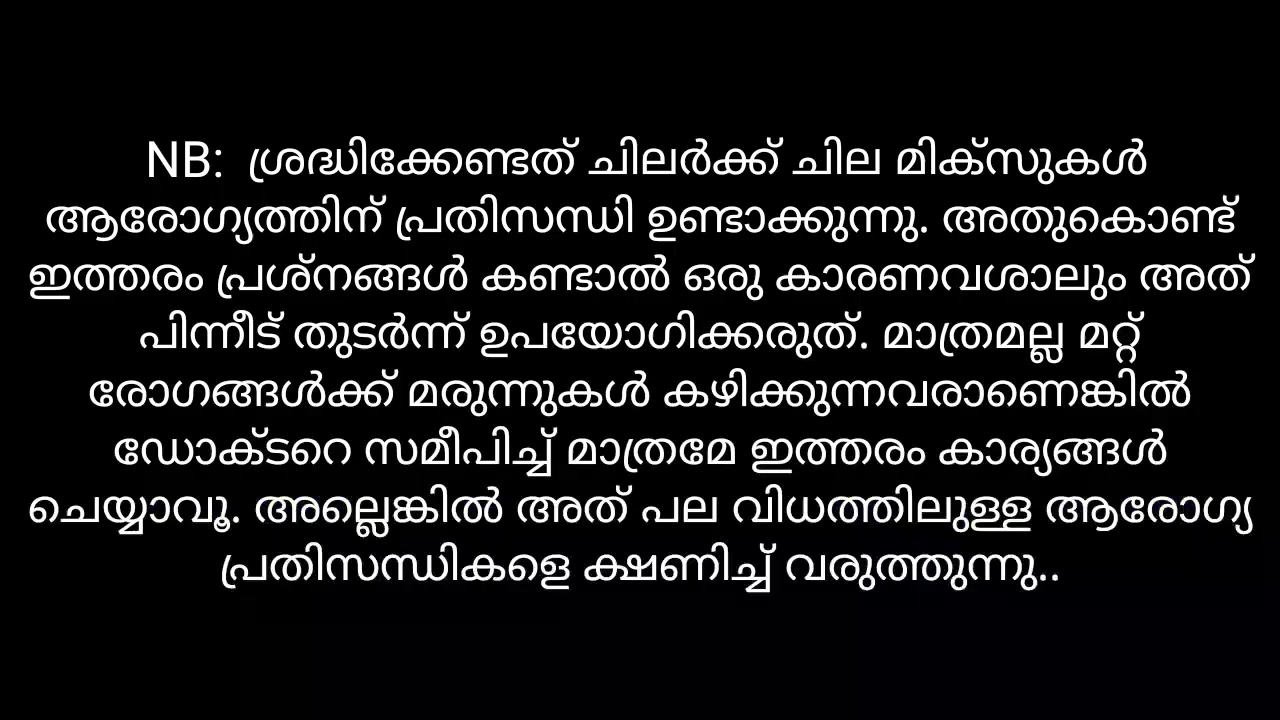 NB: ശ്രദ്ധിക്കേണ്ടത് ചിലർക്ക് ചില മിക്സുകൾ
ആരോഗ്യത്തിന് പ്രതിസന്ധി ഉണ്ടാക്കുന്നു. അതുകൊണ്ട്
ഇത്തരം പ്രശ്നങ്ങൾ കണ്ടാൽ ഒരു കാരണവശാലും അത്
പിന്നീട് തുടർന്ന് ഉപയോഗിക്കരുത്. മാത്രമല്ല മറ്റ്
രോഗങ്ങൾക്ക് മരുന്നുകൾ കഴിക്കുന്നവരാണെങ്കിൽ
ഡോക്ടറെ സമീപിച്ച് മാത്രമേ ഇത്തരം കാര്യങ്ങൾ
ചെയ്യാവൂ. അല്ലെങ്കിൽ അത് പല വിധത്തിലുള്ള ആരോഗ്യ
പ്രതിസന്ധികളെ ക്ഷണിച്ച് വരുത്തുന്നു..